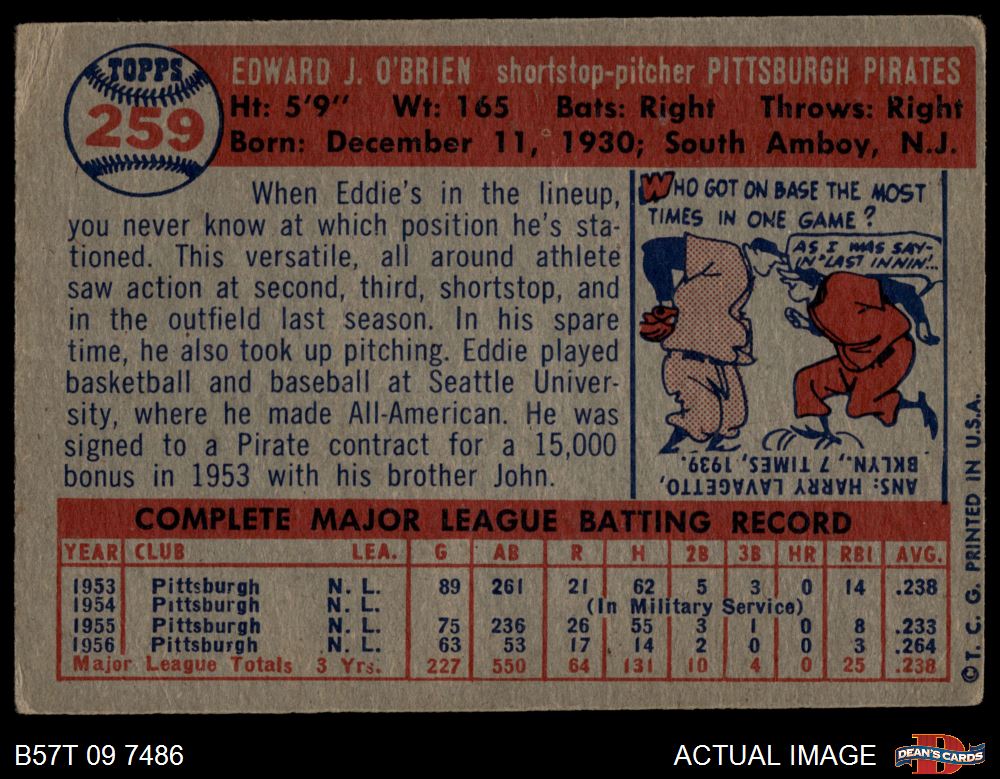 TOPPS
259
EDWARD J. O'BRIEN shortstop-pitcher PITTSBURGH PIRATES
Ht: 5'9" Wt: 165 Bats: Right Throws: Right
Born: December 11, 1930; South Amboy, N.J.
When Eddie's in the lineup,
you never know at which position he's sta-
tioned. This versatile, all around athlete
saw action at second, third, shortstop, and
in the outfield last season. In his spare
time, he also took up pitching. Eddie played
basketball and baseball at Seattle Univer-
sity, where he made All-American. He was
signed to a Pirate contract for a 15,000
bonus in 1953 with his brother John.
WHO GOT ON BASE THE MOST
TIMES IN ONE GAME?
AS I WAS SAY-
IN "LAST INNIN'...
ANS: HARRY LAVAGETTO,
BKLYN., 7 TIMES, 1939.
COMPLETE MAJOR LEAGUE BATTING RECORD
YEAR CLUB LEA. G AB R H 2B 3B HR RBI AVG.
1953 Pittsburgh N. L. 89 261 21 62 5 3 0 14 .238
1954 Pittsburgh N. L. (In Military Service)
1955 Pittsburgh N. L. 75 236 26 55 3 1 0 8 .233
1956 Pittsburgh N. L. 63 53 17 14 2 0 0 3 .264
Major League Totals 3 Yrs. 227 550 64 131 10 4 0 25 .238
© T. C. G. PRINTED IN U.S.A.
B57T 09 7486
ACTUAL IMAGE
DEAN'S CARDS